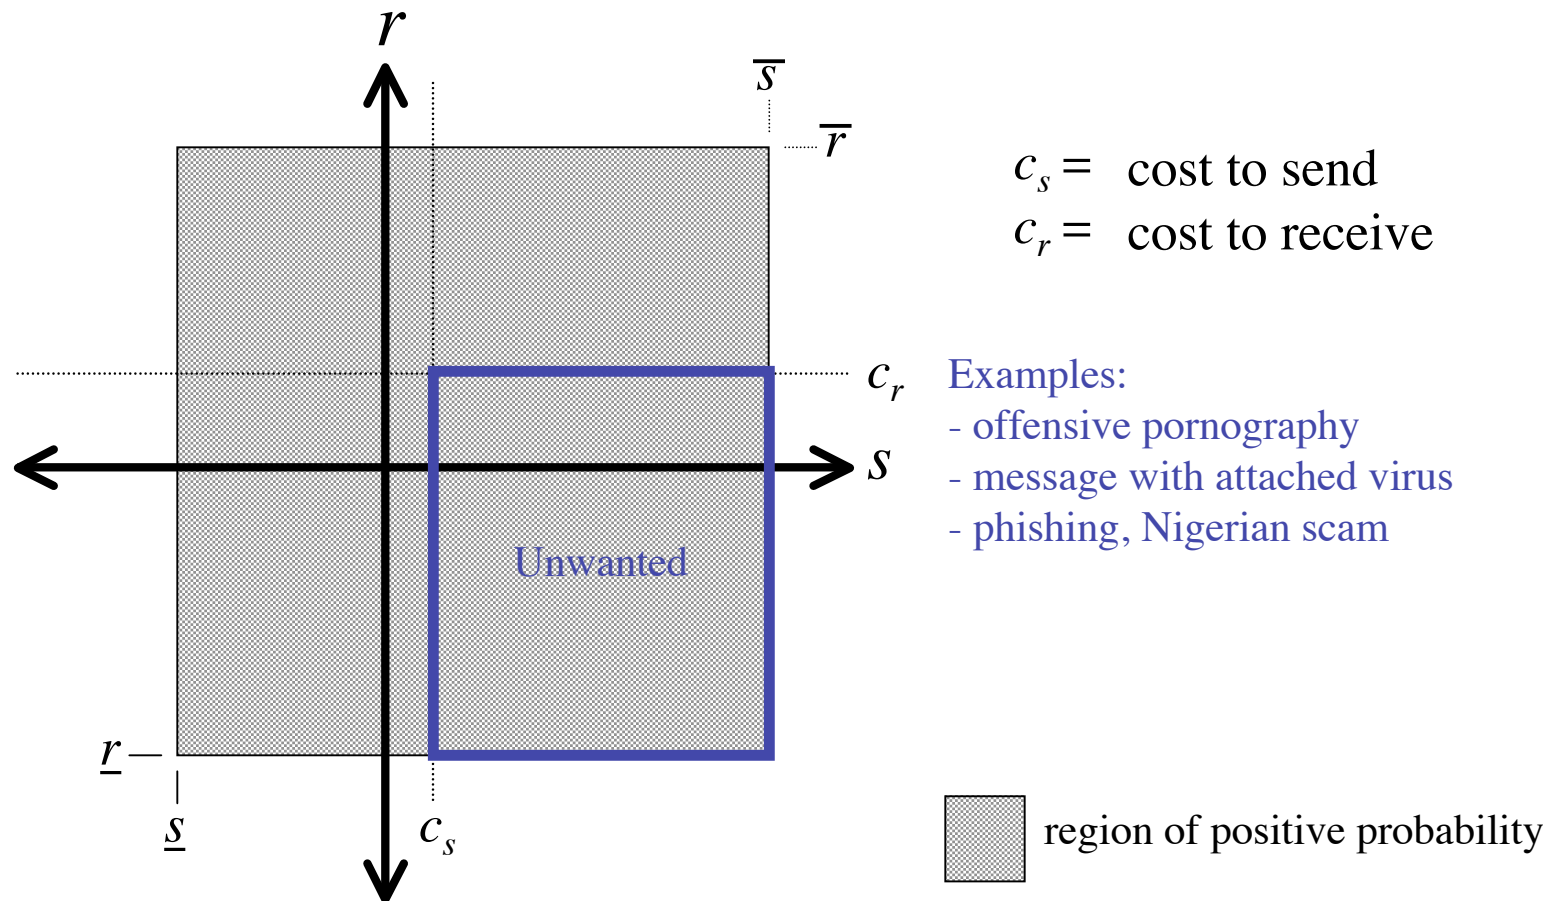 r
s̅
r̅
c_s = cost to send
c_r = cost to receive
c_r
Examples:
- offensive pornography
s
- message with attached virus
- phishing, Nigerian scam
Unwanted
r̲
s̲
c_s
region of positive probability